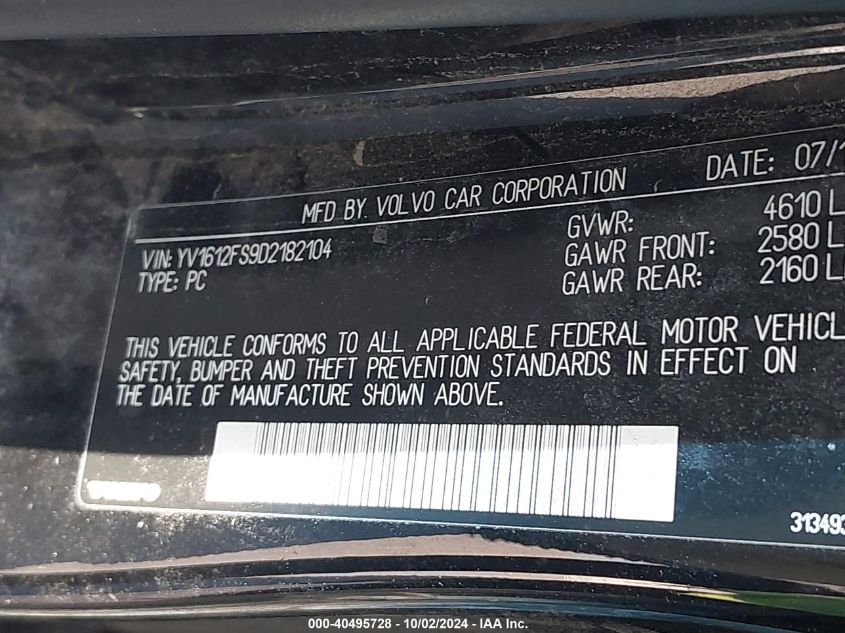 MFD BY. VOLVO CAR CORPORATION DATE: 07/1
VIN: YV1612FS9D2182104
TYPE: PC
GVWR: 4610 L
GAWR FRONT: 2580 L
GAWR REAR: 2160 L
THIS VEHICLE CONFORMS TO ALL APPLICABLE FEDERAL MOTOR VEHICL
SAFETY, BUMPER AND THEFT PREVENTION STANDARDS IN EFFECT ON
THE DATE OF MANUFACTURE SHOWN ABOVE.
VOLVO
31349
000-40495728 - 10/02/2024 - IAA Inc.